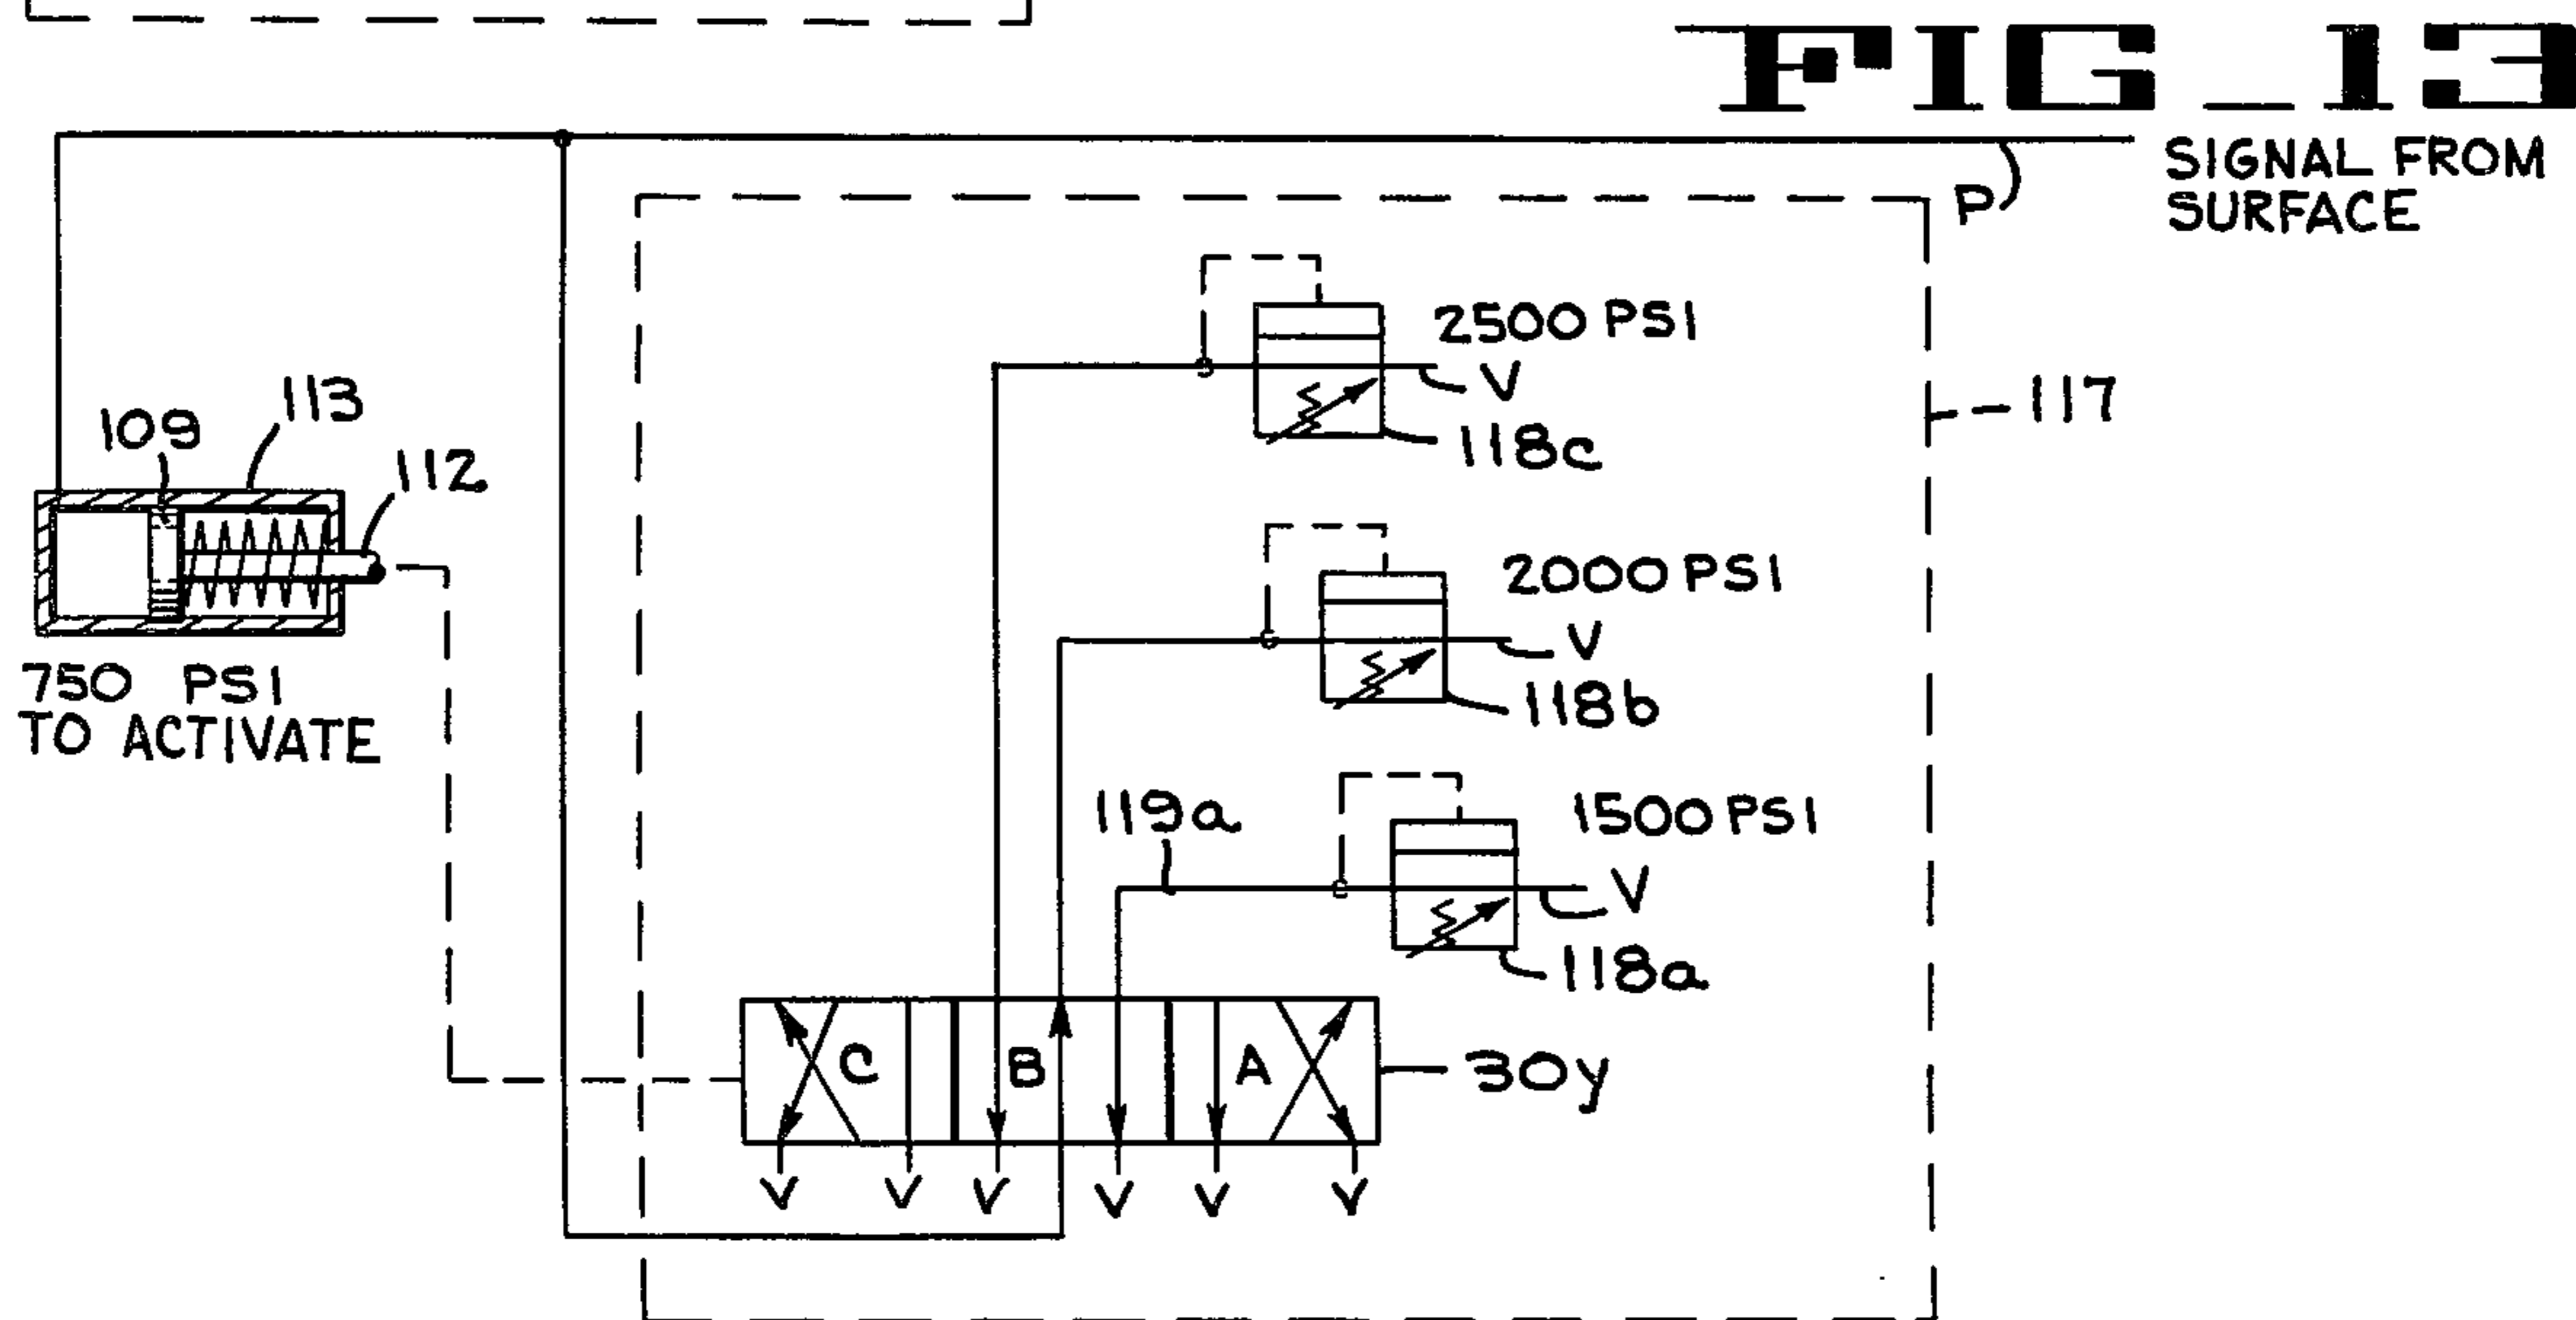 FIG_13
SIGNAL FROM
SURFACE
P
2500 PSI
V
118c
117
109
113
112
2000 PSI
V
118b
750 PSI
TO ACTIVATE
119a
1500 PSI
V
118a
C
B
A
30y
V V V V V V